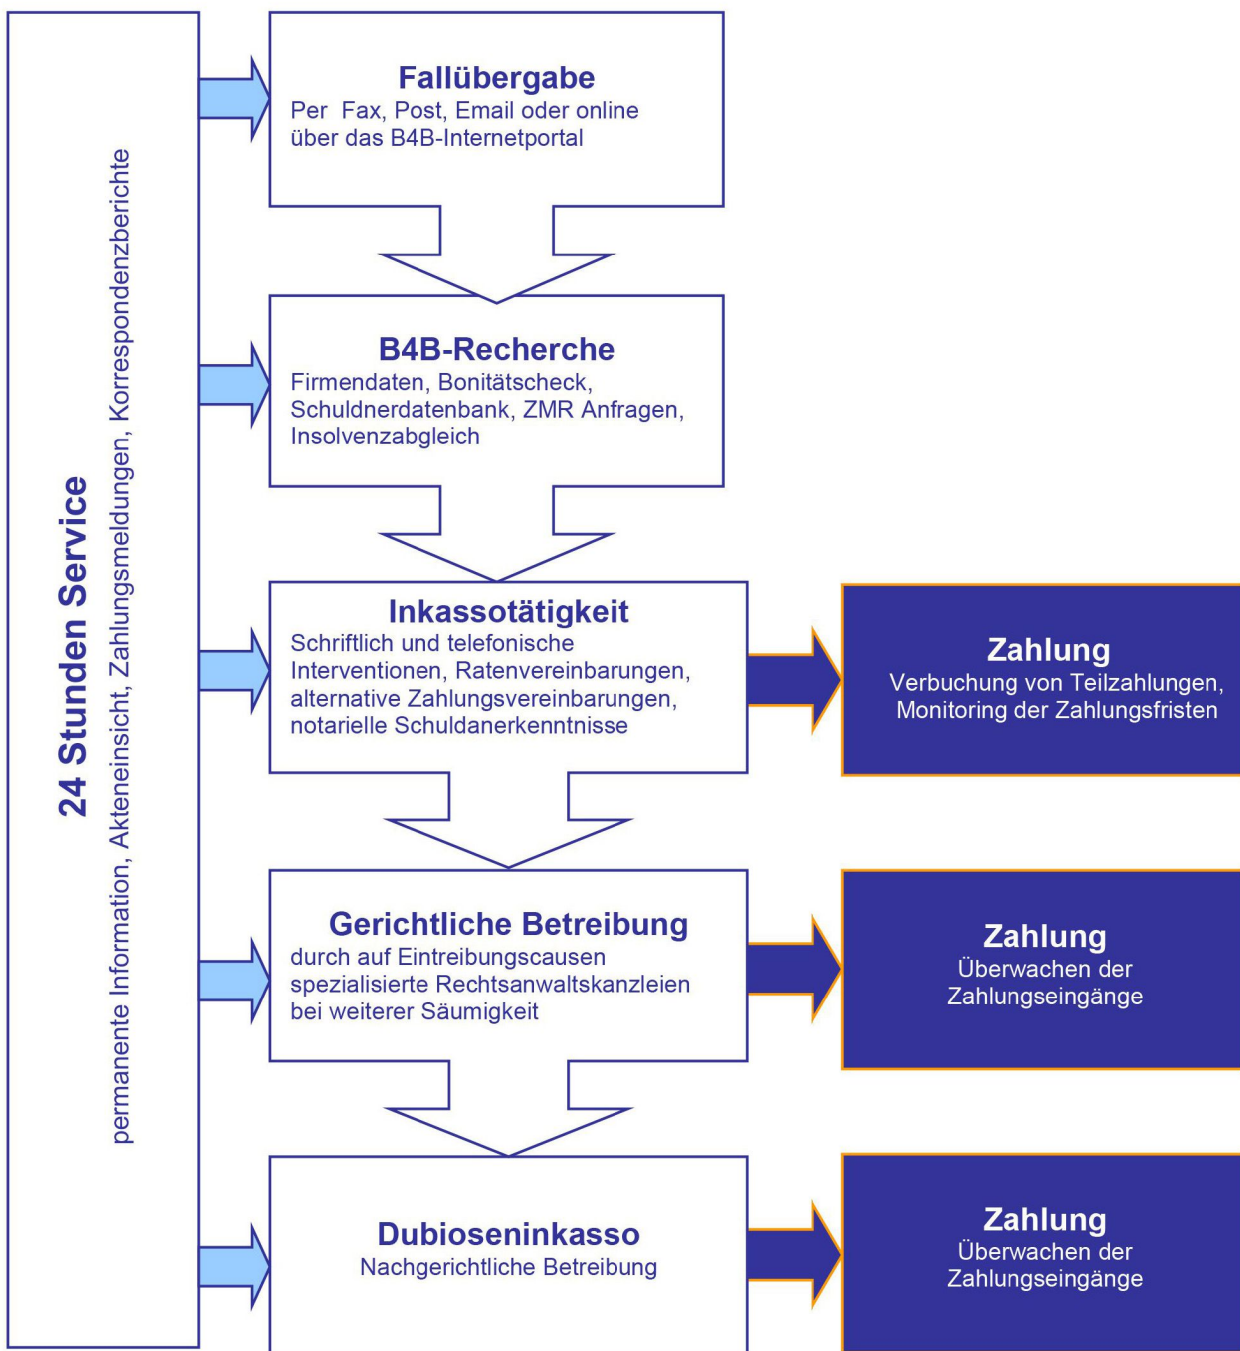 24 Stunden Service
permanente Information, Akteneinsicht, Zahlungsmeldungen, Korrespondenzberichte
Fallübergabe
Per Fax, Post, Email oder online
über das B4B-Internetportal
B4B-Recherche
Firmendaten, Bonitätscheck,
Schuldnerdatenbank, ZMR Anfragen,
Insolvenzabgleich
Inkassotätigkeit
Schriftlich und telefonische
Interventionen, Ratenvereinbarungen,
alternative Zahlungsvereinbarungen,
notarielle Schuldanerkenntnisse
Zahlung
Verbuchung von Teilzahlungen,
Monitoring der Zahlungsfristen
Gerichtliche Betreibung
durch auf Eintreibungscausen
spezialisierte Rechtsanwaltskanzleien
bei weiterer Säumigkeit
Zahlung
Überwachen der
Zahlungseingänge
Dubioseninkasso
Nachgerichtliche Betreibung
Zahlung
Überwachen der
Zahlungseingänge